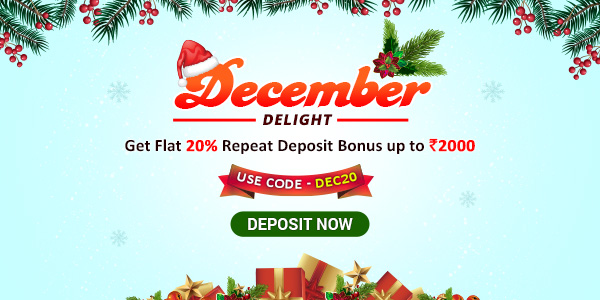 December
DELIGHT
Get Flat 20% Repeat Deposit Bonus up to ₹2000
USE CODE - DEC20
DEPOSIT NOW